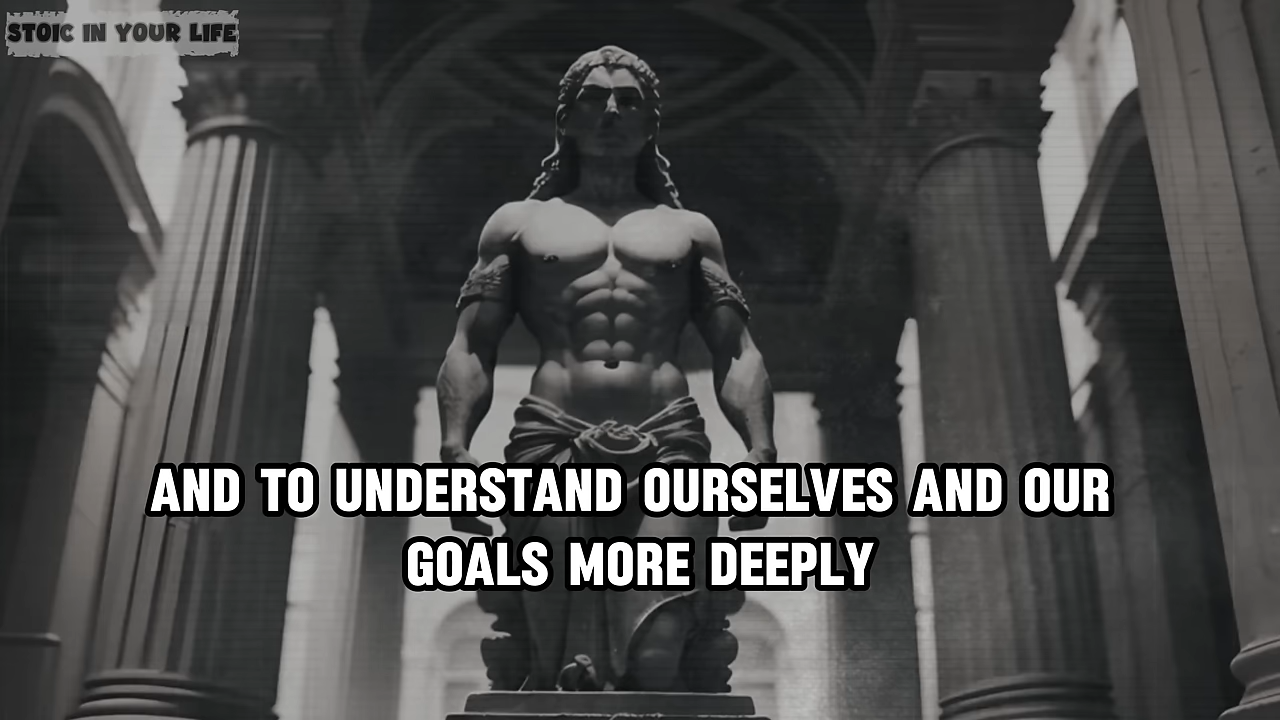 STOIC IN YOUR LIFE
AND TO UNDERSTAND OURSELVES AND OUR
GOALS MORE DEEPLY